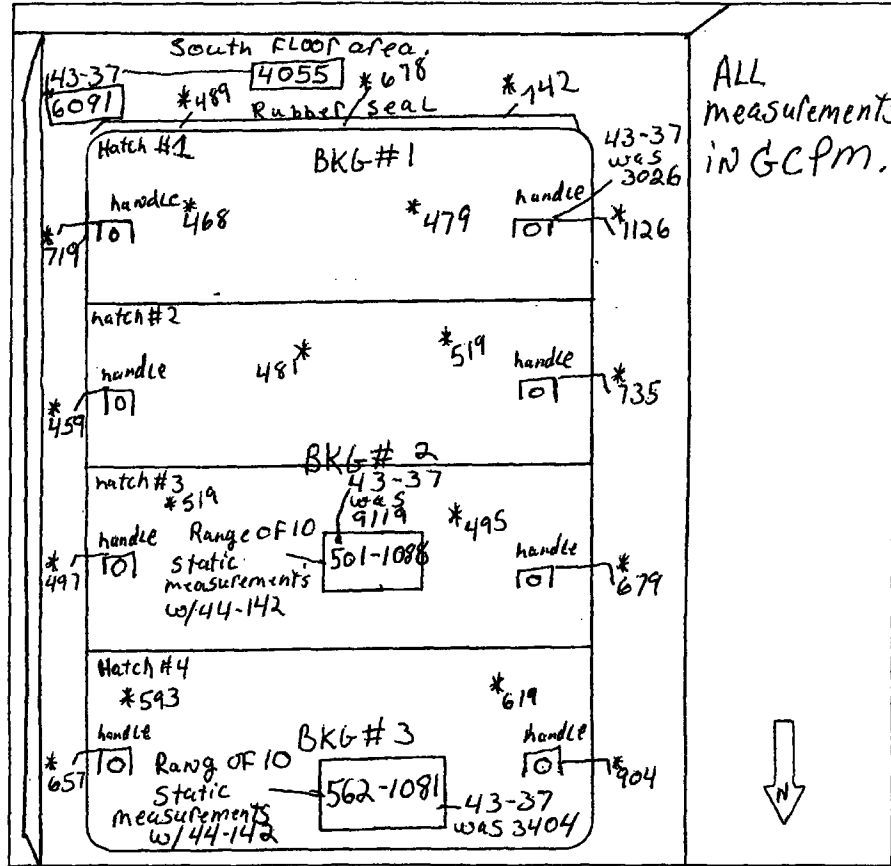 South Floor area.
43-37
4055
*678
*142
6091
*489
Rubber seal
ALL
measurements
in GCPM.
Hatch #1
BKG #1
43-37
was
3026
handle
*468
*479
handle
*719
*1126
hatch #2
481*
*519
handle
handle
*459
*735
BKG # 2
hatch #3
*519
43-37
was
9119
*495
handle
Range OF 10
static
measurements
w/44-142
501-1088
handle
*497
*679
Hatch #4
*593
*619
handle
BKG # 3
handle
*657
Rang OF 10
Static
measurements
w/44-142
562-1081
43-37
was 3404
*904
N